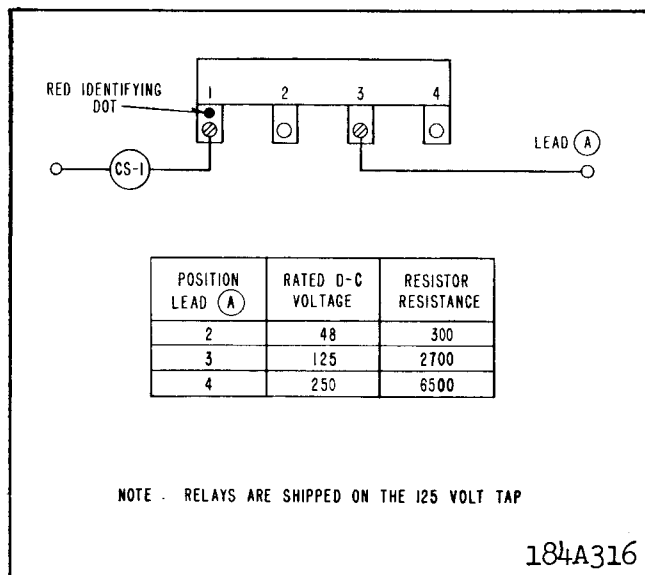 RED IDENTIFYING
DOT
1 2 3 4
LEAD A
CS-1
POSITION LEAD A RATED D-C VOLTAGE RESISTOR RESISTANCE
2 48 300
3 125 2700
4 250 6500
NOTE . RELAYS ARE SHIPPED ON THE 125 VOLT TAP
184A316